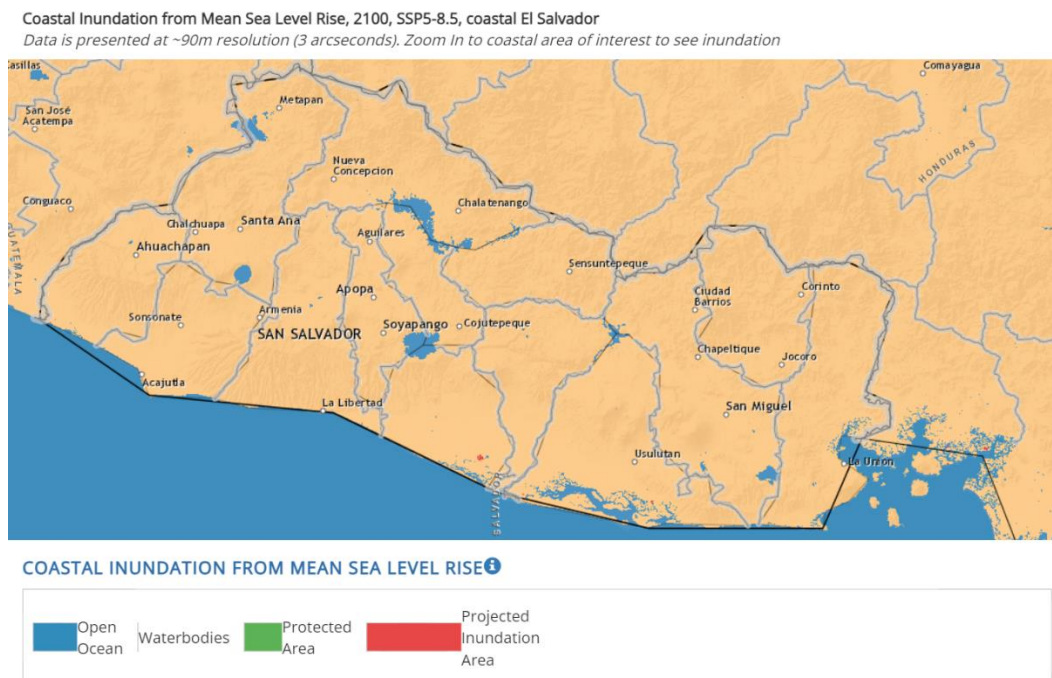 Coastal Inundation from Mean Sea Level Rise, 2100, SSP5-8.5, coastal El Salvador
Data is presented at ~90m resolution (3 arcseconds). Zoom In to coastal area of interest to see inundation
Casillas
Comayagua
San José
Acatempa
Metapan
HONDURAS
Nueva
Concepcion
Conguaco
Chalatenango
Chalchuapa
Santa Ana
GUATEMALA
Ahuachapan
Aguilares
Sensuntepeque
Apopa
Ciudad
Barrios
Corinto
Sonsonate
Armenia
SAN SALVADOR
Soyapango
Cojutepeque
Chapeltique
Jocoro
Acajutla
La Libertad
San Miguel
Usulutan
La Union
SALVADOR
COASTAL INUNDATION FROM MEAN SEA LEVEL RISE
Open
Ocean
Waterbodies
Protected
Area
Projected
Inundation
Area